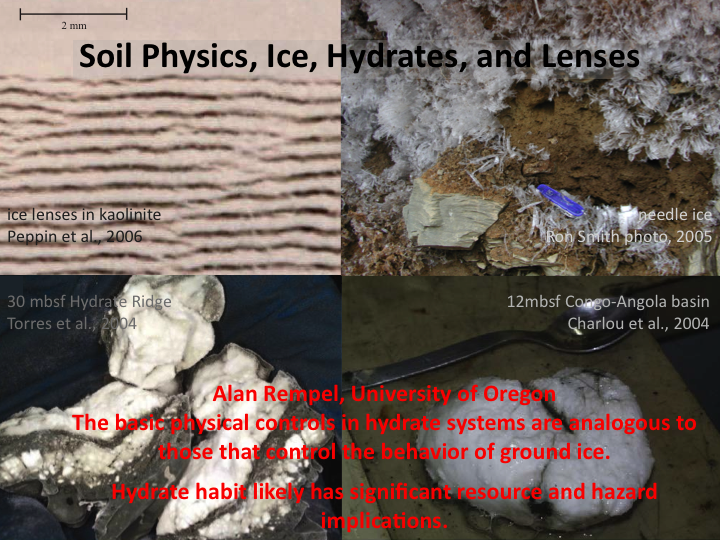 2 mm
Soil Physics, Ice, Hydrates, and Lenses
ice lenses in kaolinite
Peppin et al., 2006
needle ice
Ron Smith photo, 2005
30 mbsf Hydrate Ridge
Torres et al., 2004
12mbsf Congo-Angola basin
Charlou et al., 2004
Alan Rempel, University of Oregon
The basic physical controls in hydrate systems are analogous to
those that control the behavior of ground ice.
Hydrate habit likely has significant resource and hazard
implications.